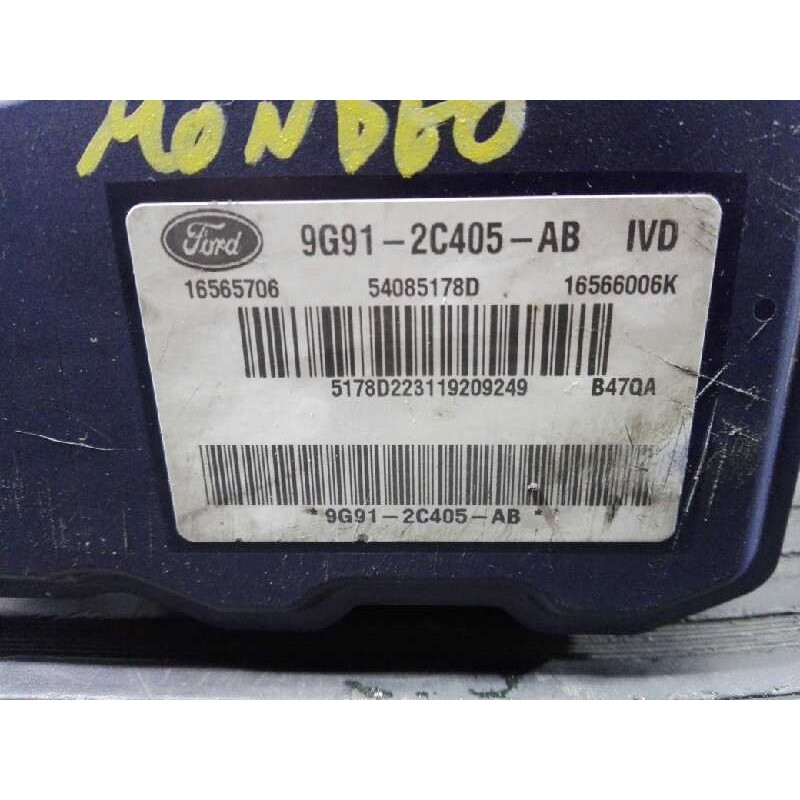 MONDEO
Ford 9G91-2C405-AB IVD
16565706 54085178D 16566006K
5178D223119209249 B47QA
* 9G91-2C405-AB *